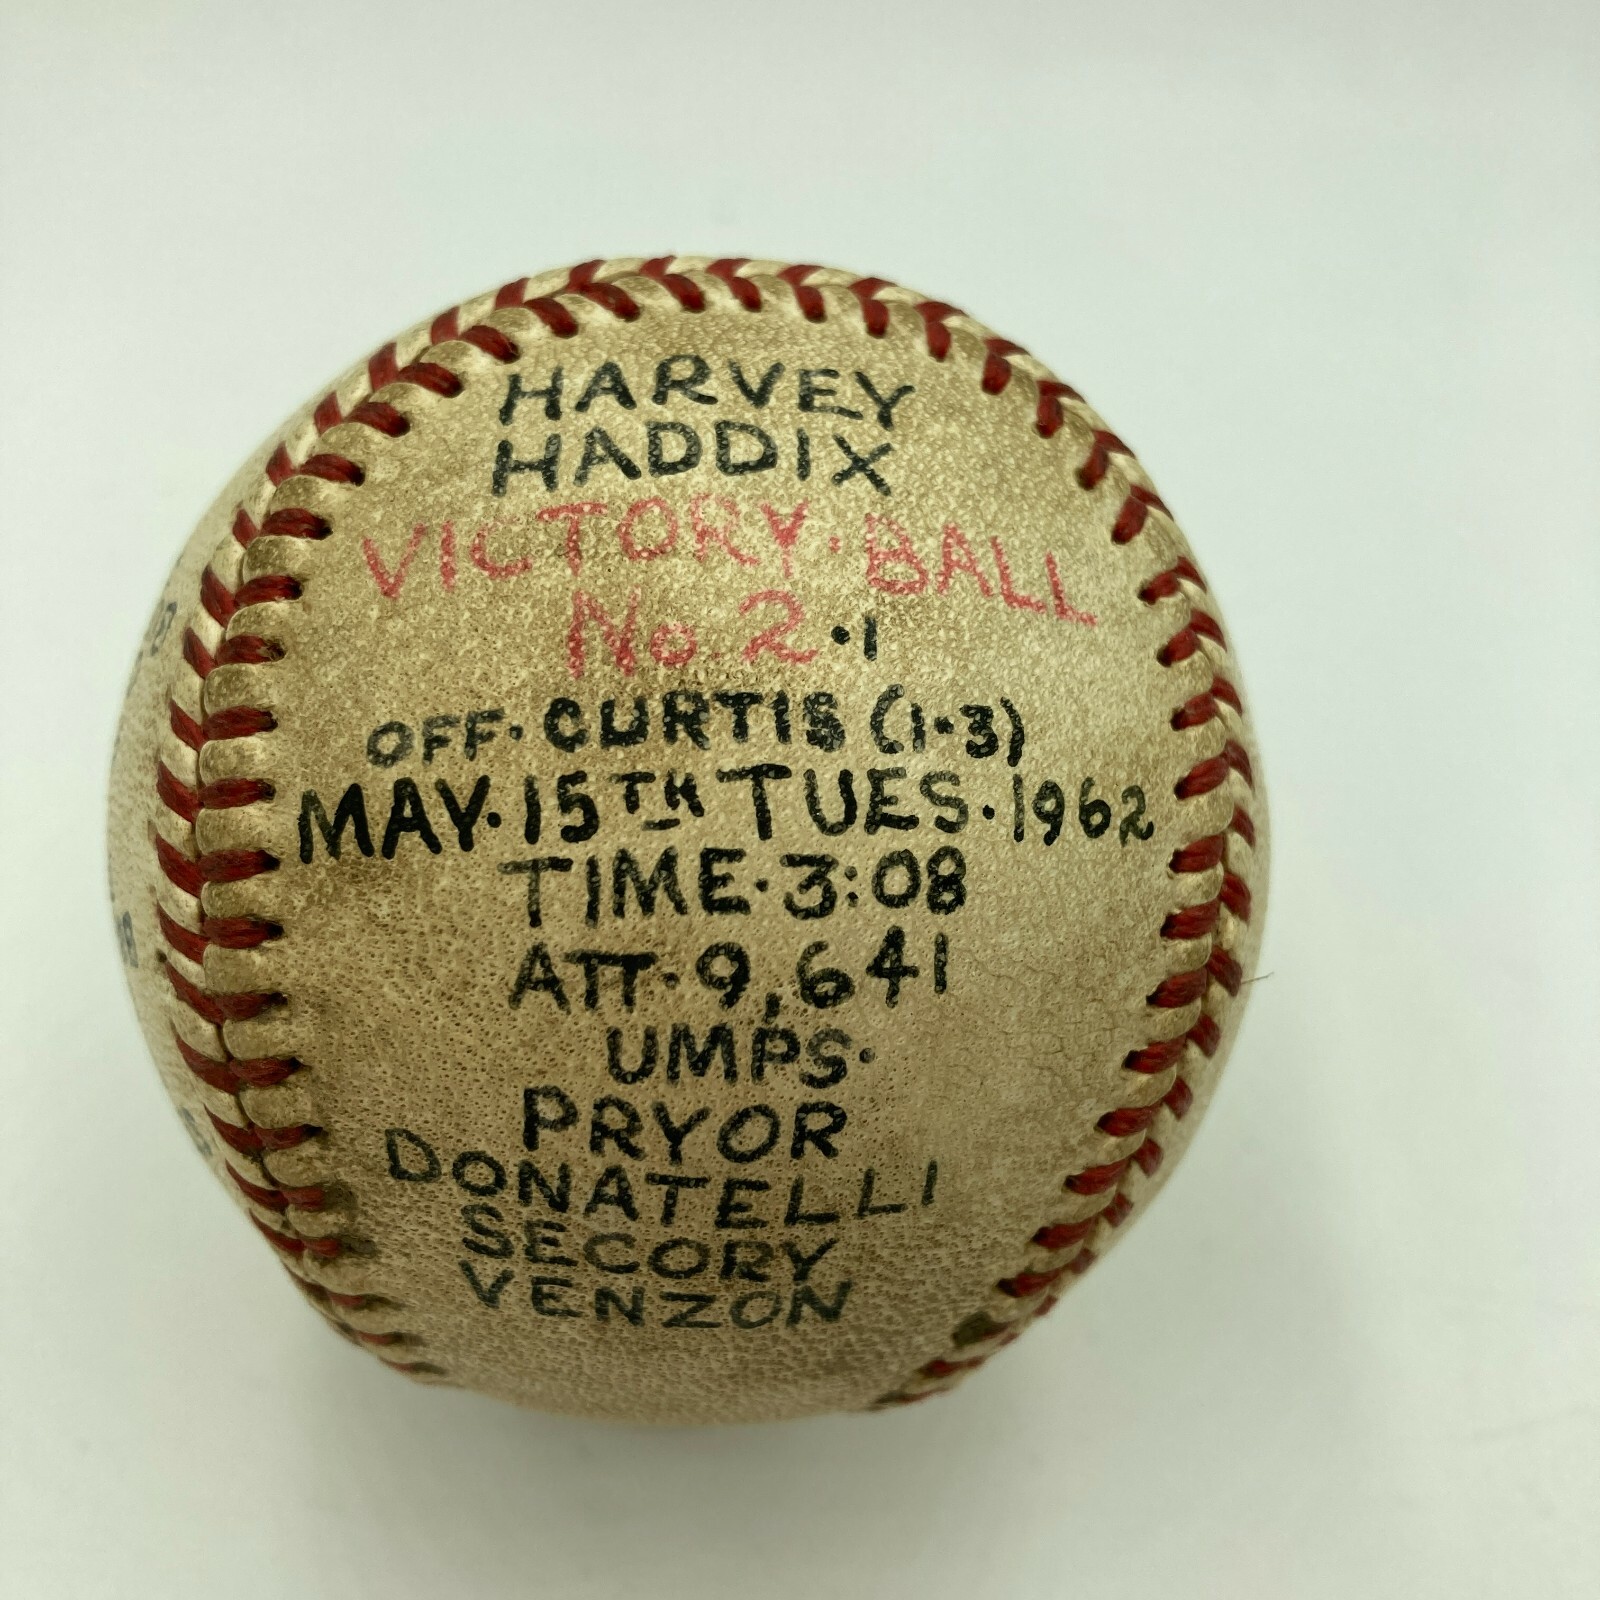 HARVEY
HADDIX
VICTORY·BALL
No. 2·1
OFF·CURTIS (1-3)
MAY·15TH TUES·1962
TIME·3:08
ATT·9,641
UMPS·
PRYOR
DONATELLI
SECORY
VENZON